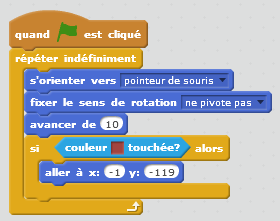 quand est cliqué
répéter indéfiniment
s'orienter vers pointeur de souris
fixer le sens de rotation ne pivote pas
avancer de 10
si couleur touchée? alors
aller à x: -1 y: -119